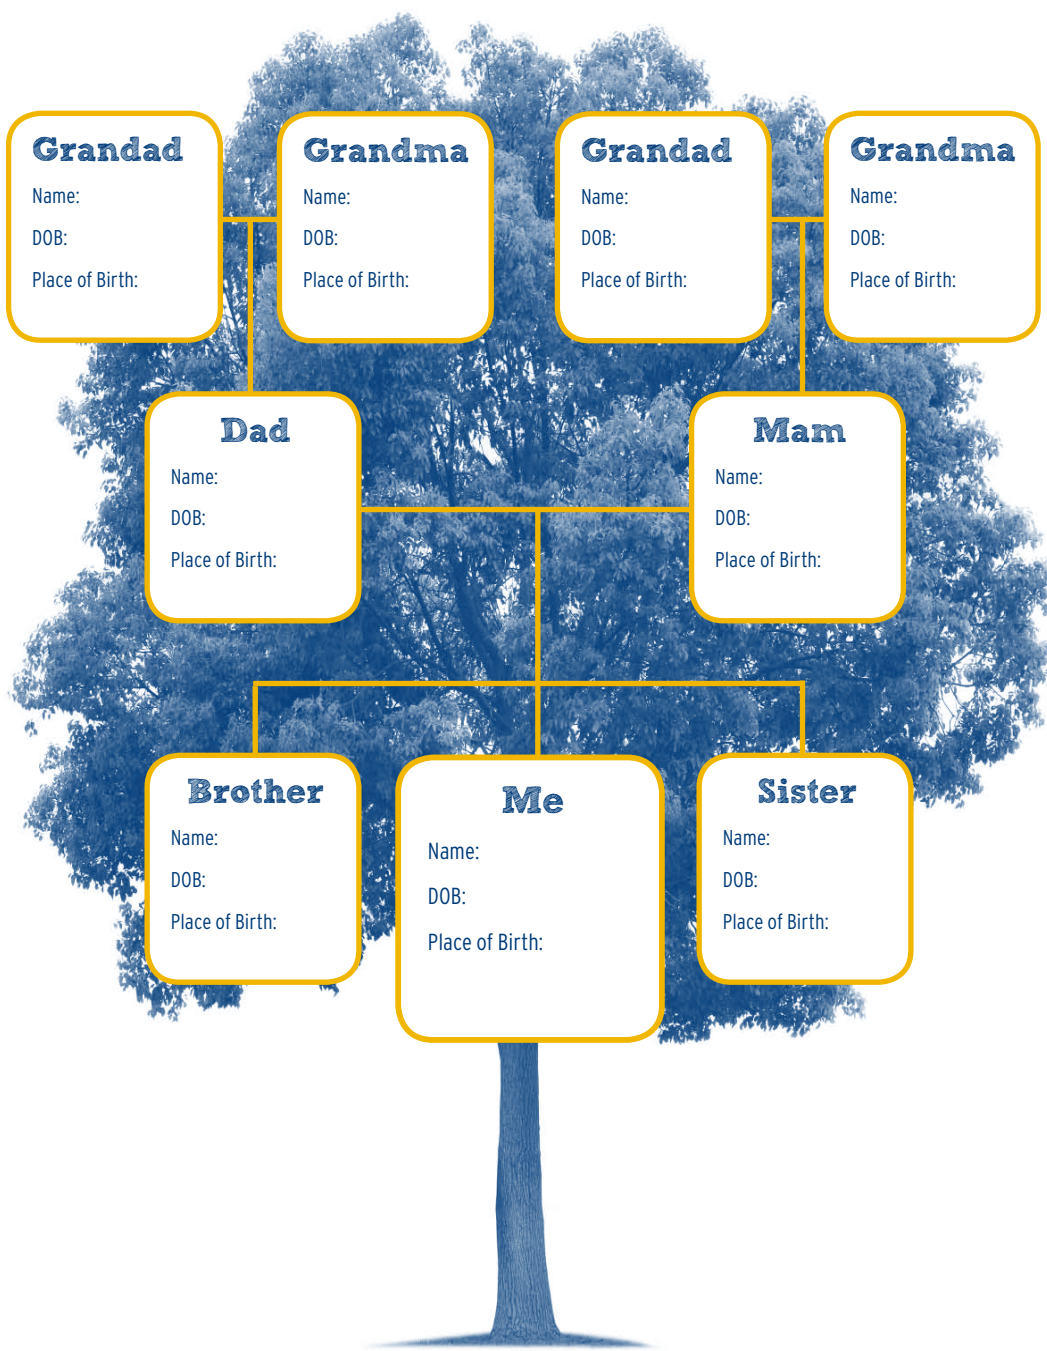 Grandad
Name:
DOB:
Place of Birth:
Grandma
Name:
DOB:
Place of Birth:
Grandad
Name:
DOB:
Place of Birth:
Grandma
Name:
DOB:
Place of Birth:
Dad
Name:
DOB:
Place of Birth:
Mam
Name:
DOB:
Place of Birth:
Brother
Name:
DOB:
Place of Birth:
Me
Name:
DOB:
Place of Birth:
Sister
Name:
DOB:
Place of Birth: